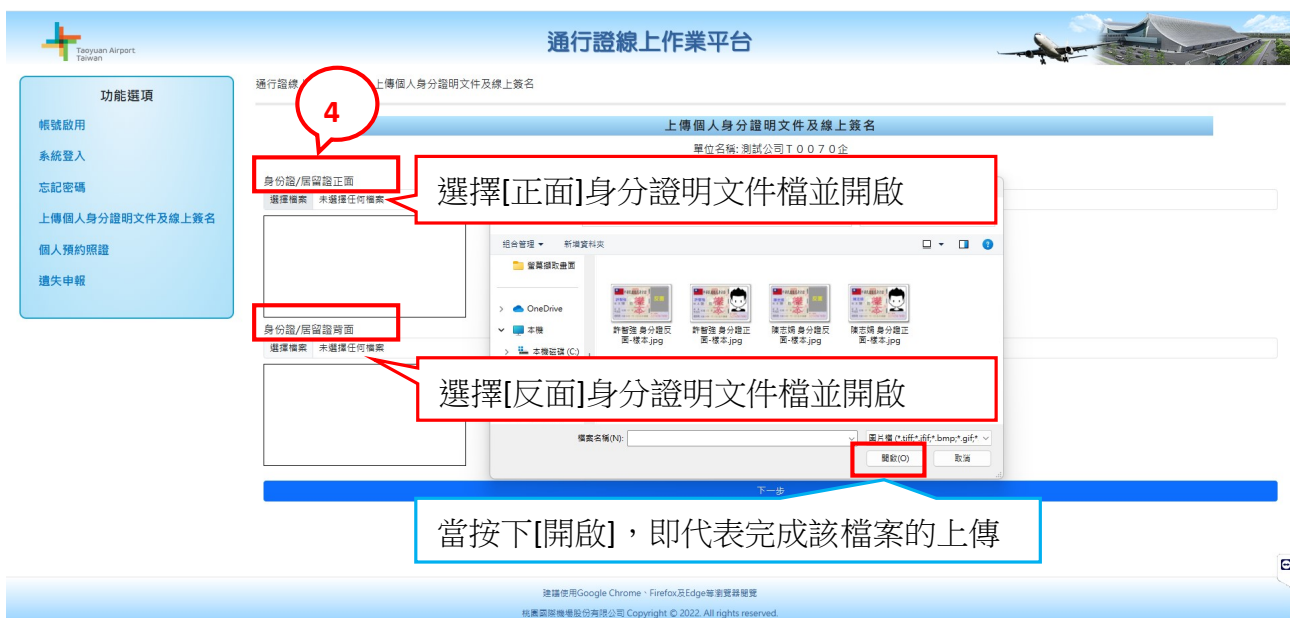 Taoyuan Airport
Taiwan
通行證線上作業平台
功能選項
帳號啟用
系統登入
忘記密碼
上傳個人身分證明文件及線上簽名
個人預約照證
遺失申報
通行證線
上傳個人身分證明文件及線上簽名
4
上傳個人身分證明文件及線上簽名
單位名稱:測試公司T0070企
身份證/居留證正面
選擇檔案 未選擇任何檔案
選擇[正面]身分證明文件檔並開啟
組合管理 新增資料夾
螢幕擷取畫面
OneDrive
本機
本機磁碟 (C:)
許智強 身分證反面-樣本.jpg
許智強 身分證正面-樣本.jpg
陳志娟 身分證反面-樣本.jpg
陳志娟 身分證正面-樣本.jpg
身份證/居留證背面
選擇檔案 未選擇任何檔案
選擇[反面]身分證明文件檔並開啟
檔案名稱(N):
圖片檔 (*.tiff;*.jfif;*.bmp;*.gif;*
開啟(O) 取消
下一步
當按下[開啟]，即代表完成該檔案的上傳
建議使用Google Chrome、Firefox及Edge等瀏覽器閱覽
桃園國際機場股份有限公司 Copyright © 2022. All rights reserved.